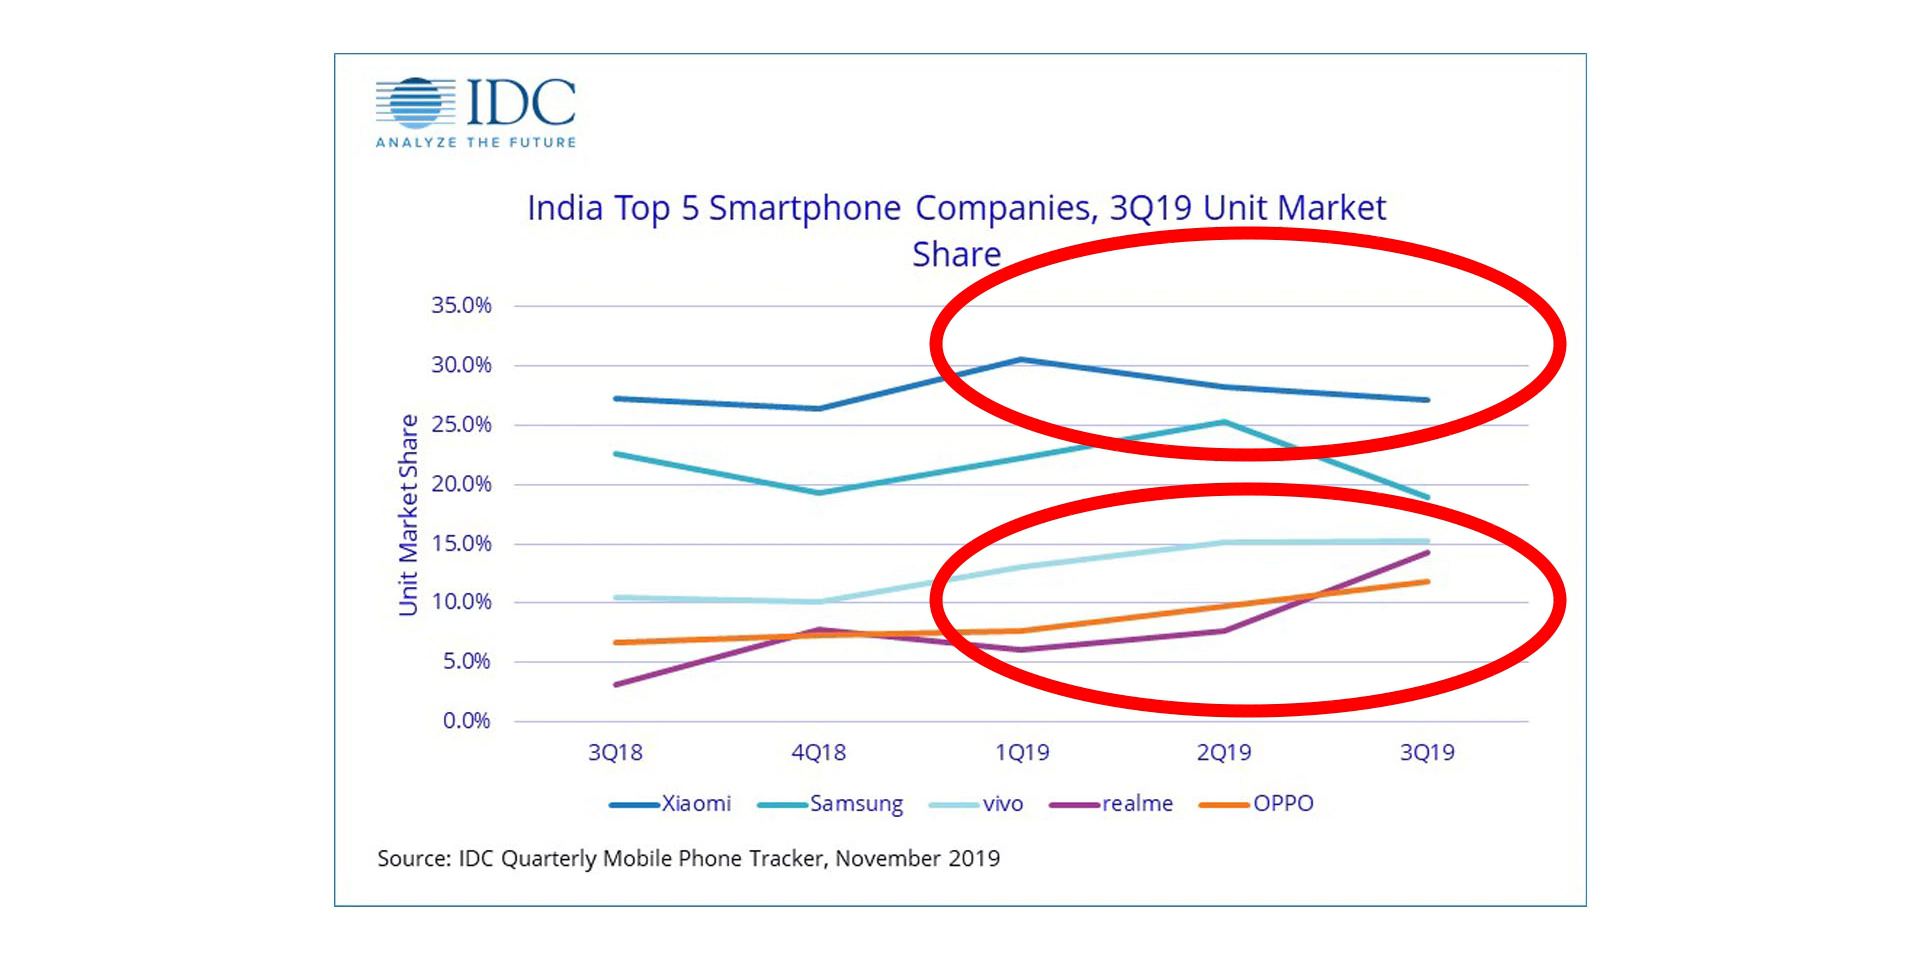 IDC
ANALYZE THE FUTURE
India Top 5 Smartphone Companies, 3Q19 Unit Market
Share
Unit Market Share
35.0%
30.0%
25.0%
20.0%
15.0%
10.0%
5.0%
0.0%
3Q18 4Q18 1Q19 2Q19 3Q19
Xiaomi Samsung vivo realme OPPO
Source: IDC Quarterly Mobile Phone Tracker, November 2019